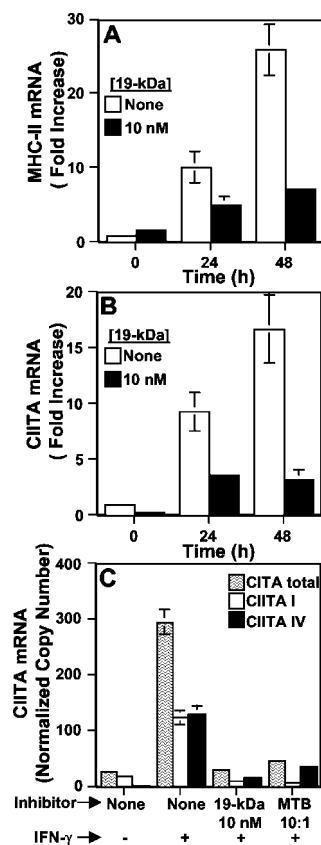 A
MHC-II mRNA
( Fold Increase)
30
20
10
0
[19-kDa]
None
10 nM
0
24
48
Time (h)
B
CIITA mRNA
( Fold Increase)
20
15
10
5
0
[19-kDa]
None
10 nM
0
24
48
Time (h)
C
CIITA mRNA
(Normalized Copy Number)
400
300
200
100
0
CITA total
CIITA I
CIITA IV
Inhibitor None None 19-kDa MTB
10 nM 10:1
IFN-γ - + + +